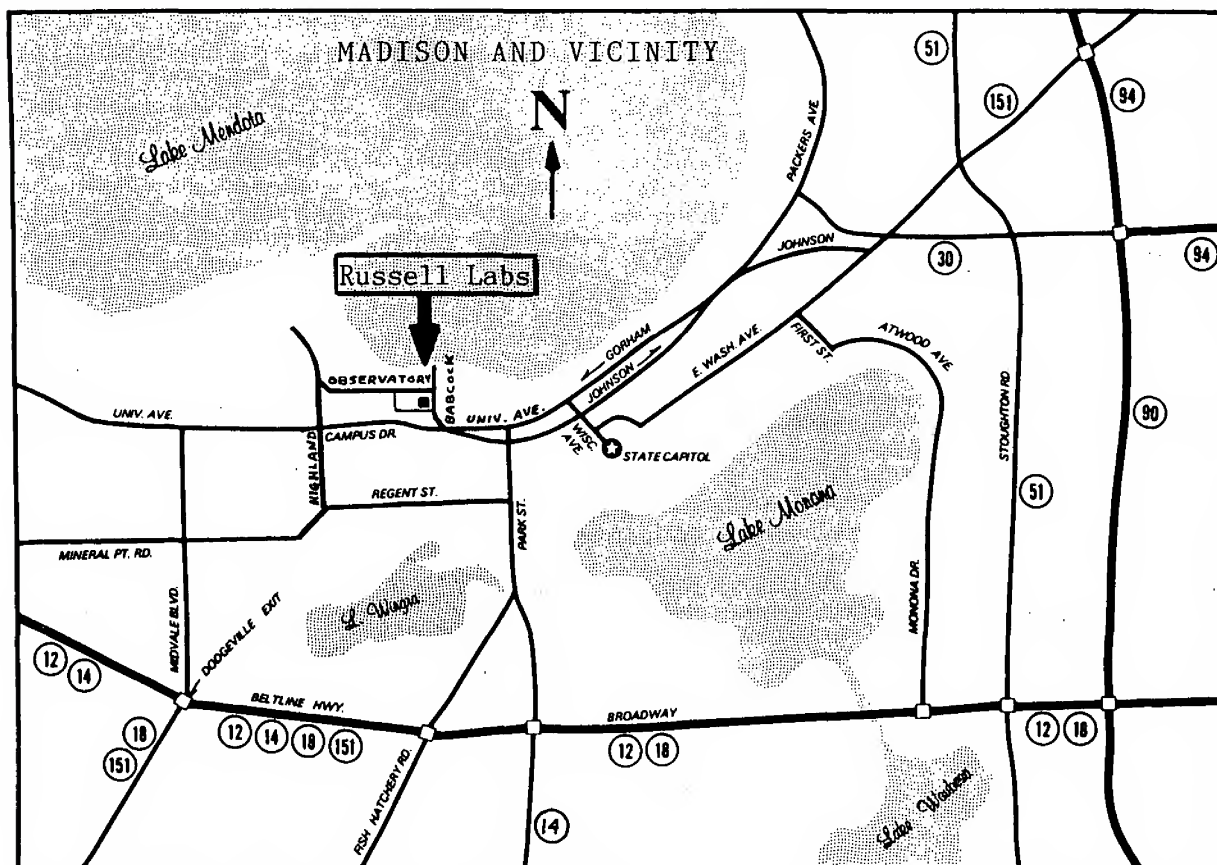 MADISON AND VICINITY
N
Lake Mendota
Russell Labs
51
151
94
PACKERS AVE
JOHNSON
30
94
GORHAM
JOHNSON
E. WASH. AVE.
FIRST ST.
ATWOOD AVE
OBSERVATORY
BABCOCK
UNIV. AVE.
UNIV. AVE.
CAMPUS DR.
HIGHLAND
WISC. AVE
STATE CAPITOL
STOUGHTON RD
90
REGENT ST.
PARK ST.
51
Lake Monona
MINERAL PT. RD.
MIDVALE BLVD.
DODGEVILLE EXIT
L. Wingra
MONONA DR.
12
14
18
151
BELTLINE HWY.
12 14 18 151
BROADWAY
12 18
12 18
FISH HATCHERY RD.
14
Lake Waubesa